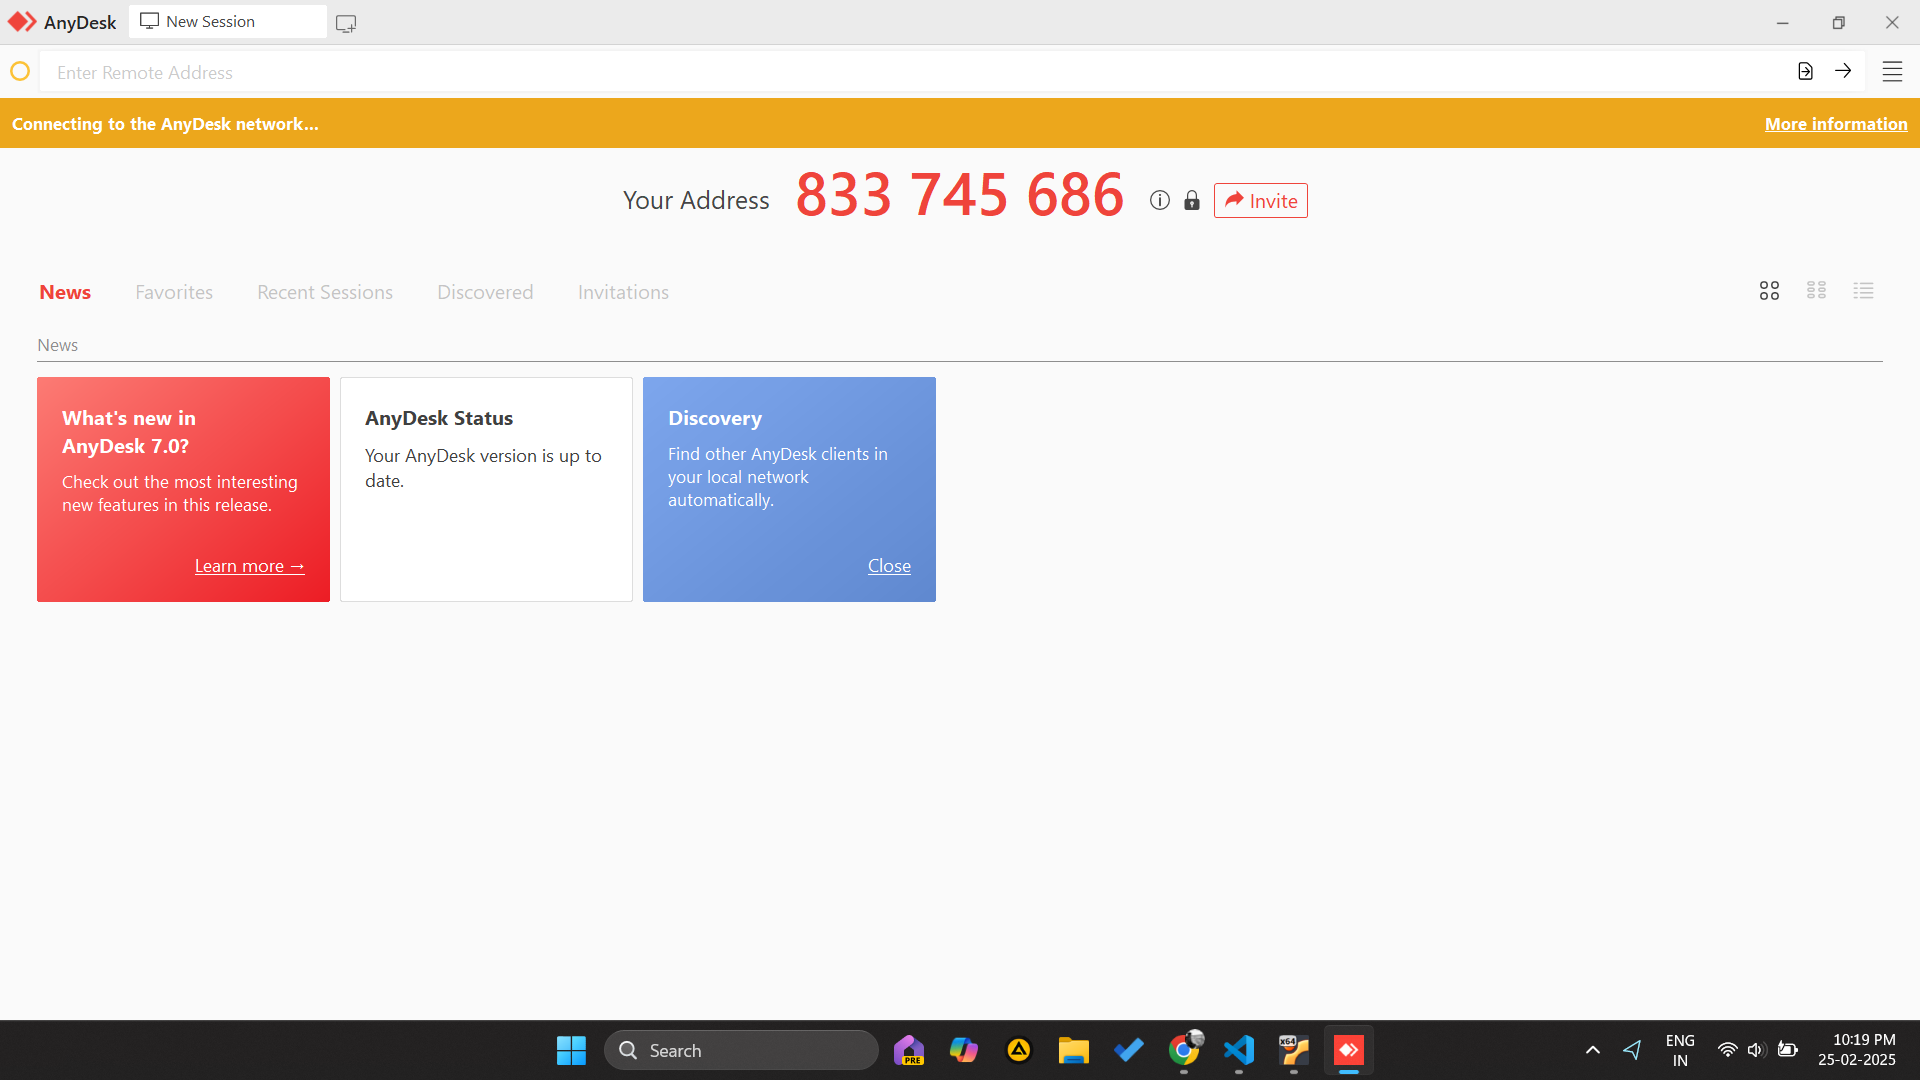 AnyDesk
New Session
Enter Remote Address
Connecting to the AnyDesk network...
More information
Your Address
833 745 686
Invite
News
Favorites
Recent Sessions
Discovered
Invitations
News
What's new in
AnyDesk 7.0?
Check out the most interesting
new features in this release.
Learn more →
AnyDesk Status
Your AnyDesk version is up to
date.
Discovery
Find other AnyDesk clients in
your local network
automatically.
Close
Search
PRE
x64
ENG
IN
10:19 PM
25-02-2025